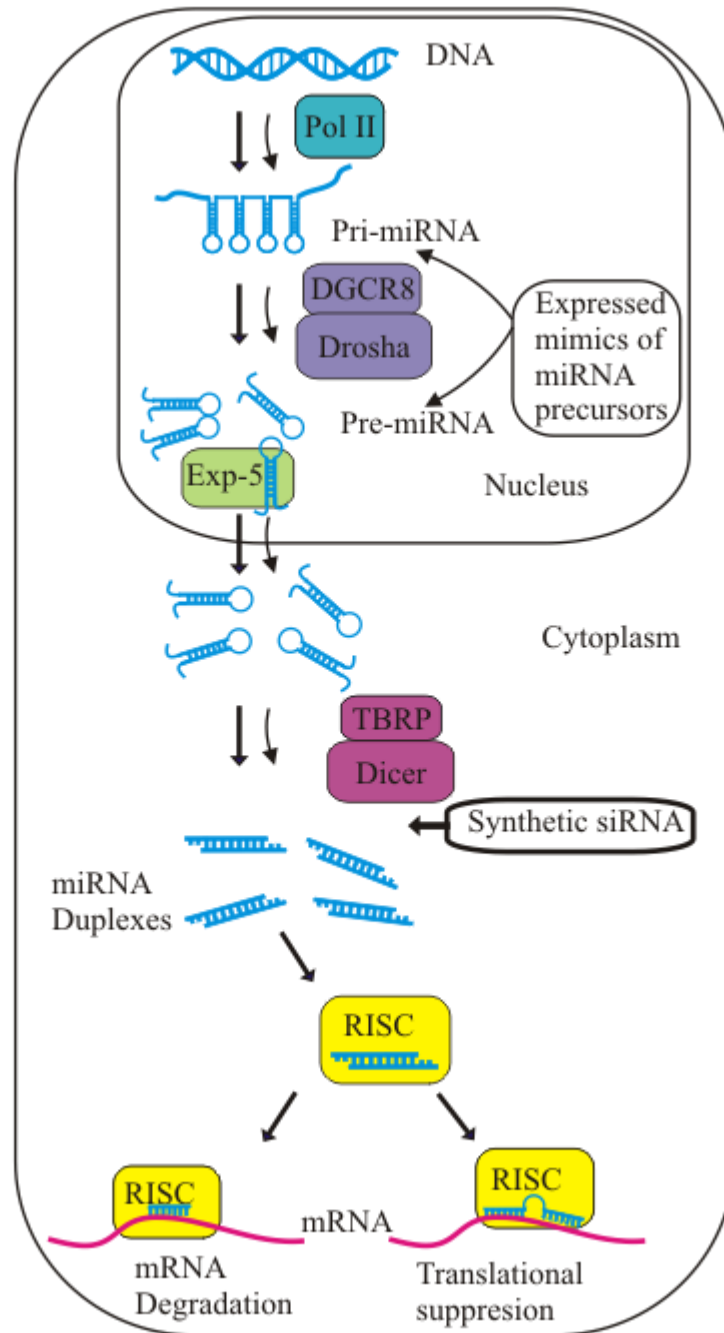 DNA
Pol II
Pri-miRNA
DGCR8
Drosha
Expressed
mimics of
miRNA
precursors
Pre-miRNA
Exp-5
Nucleus
Cytoplasm
TBRP
Dicer
Synthetic siRNA
miRNA
Duplexes
RISC
RISC
RISC
mRNA
mRNA
Degradation
Translational
suppresion